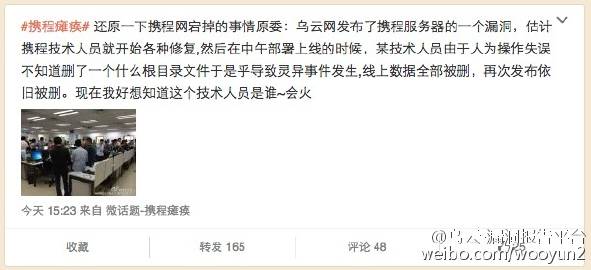 #携程瘫痪# 还原一下携程网宕掉的事情原委：乌云网发布了携程服务器的一个漏洞，估计
携程技术人员就开始各种修复,然后在中午部署上线的时候，某技术人员由于人为操作失误
不知道删了一个什么根目录文件于是乎导致灵异事件发生,线上数据全部被删，再次发布依
旧被删。现在我好想知道这个技术人员是谁~会火
今天 15:23 来自 微话题-携程瘫痪
收藏 转发 165 评论 48
@乌云漏洞报告平台
weibo.com/wooyun2